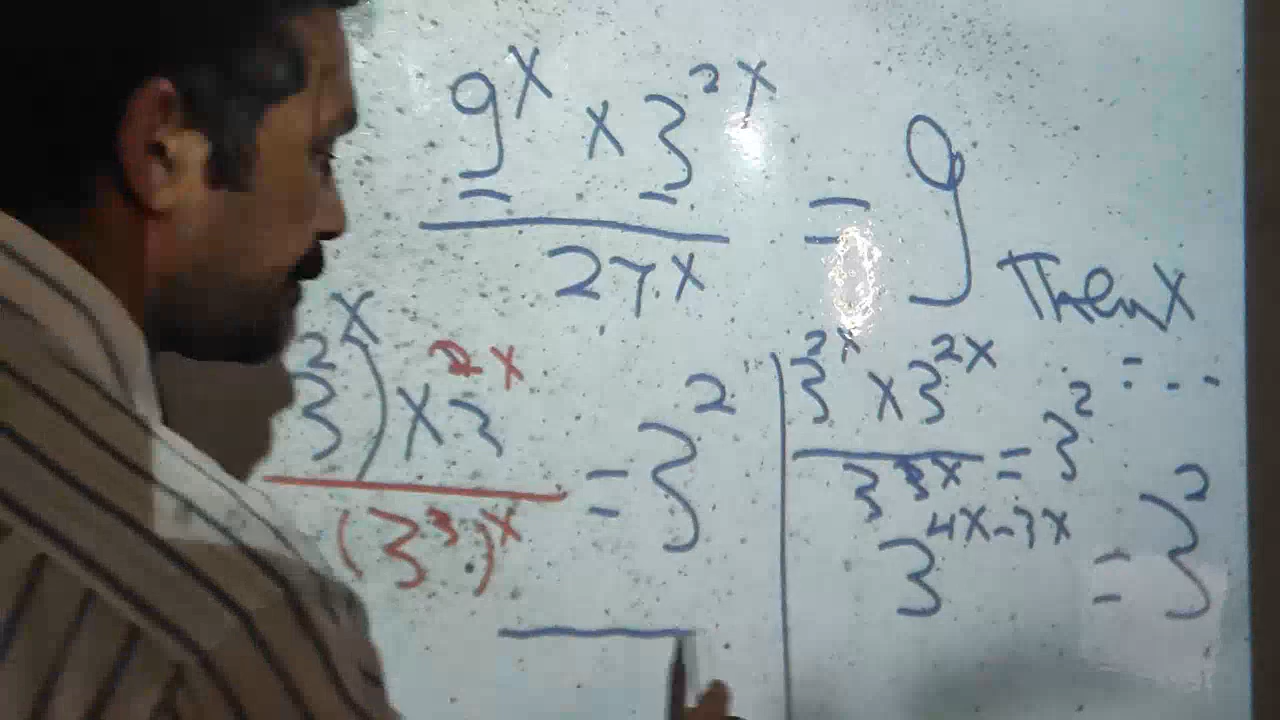 9^x × 3^2x
27^x
= 9
Then x
= ...
3^2)^x × 3^2x
(3^3)^x
= 3^2
3^2x × 3^2x
3^3x
= 3^2
3^4x-3x = 3^2